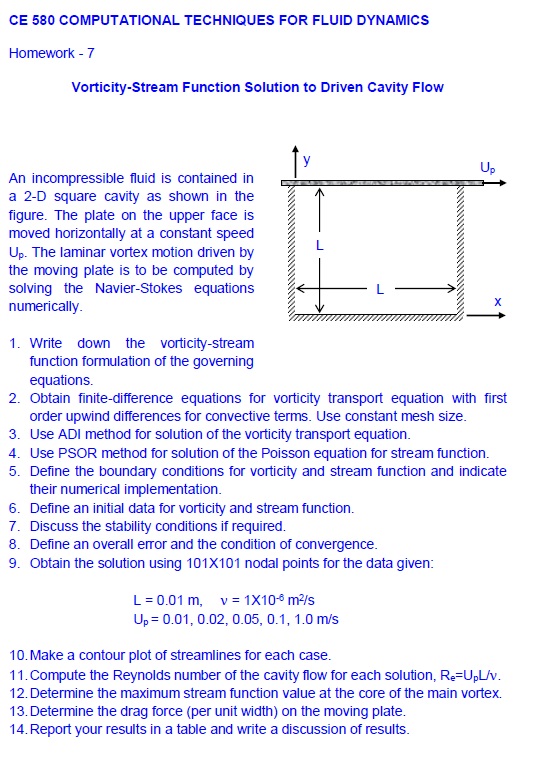 CE 580 COMPUTATIONAL TECHNIQUES FOR FLUID DYNAMICS
Homework - 7
Vorticity-Stream Function Solution to Driven Cavity Flow
An incompressible fluid is contained in
a 2-D square cavity as shown in the
figure. The plate on the upper face is
moved horizontally at a constant speed
Up. The laminar vortex motion driven by
the moving plate is to be computed by
solving the Navier-Stokes equations
numerically.
y
Up
L
L
x
1. Write down the vorticity-stream
function formulation of the governing
equations.
2. Obtain finite-difference equations for vorticity transport equation with first
order upwind differences for convective terms. Use constant mesh size.
3. Use ADI method for solution of the vorticity transport equation.
4. Use PSOR method for solution of the Poisson equation for stream function.
5. Define the boundary conditions for vorticity and stream function and indicate
their numerical implementation.
6. Define an initial data for vorticity and stream function.
7. Discuss the stability conditions if required.
8. Define an overall error and the condition of convergence.
9. Obtain the solution using 101X101 nodal points for the data given:
L = 0.01 m, ν = 1X10⁻⁶ m²/s
Up = 0.01, 0.02, 0.05, 0.1, 1.0 m/s
10. Make a contour plot of streamlines for each case.
11. Compute the Reynolds number of the cavity flow for each solution, Re=UpL/ν.
12. Determine the maximum stream function value at the core of the main vortex.
13. Determine the drag force (per unit width) on the moving plate.
14. Report your results in a table and write a discussion of results.